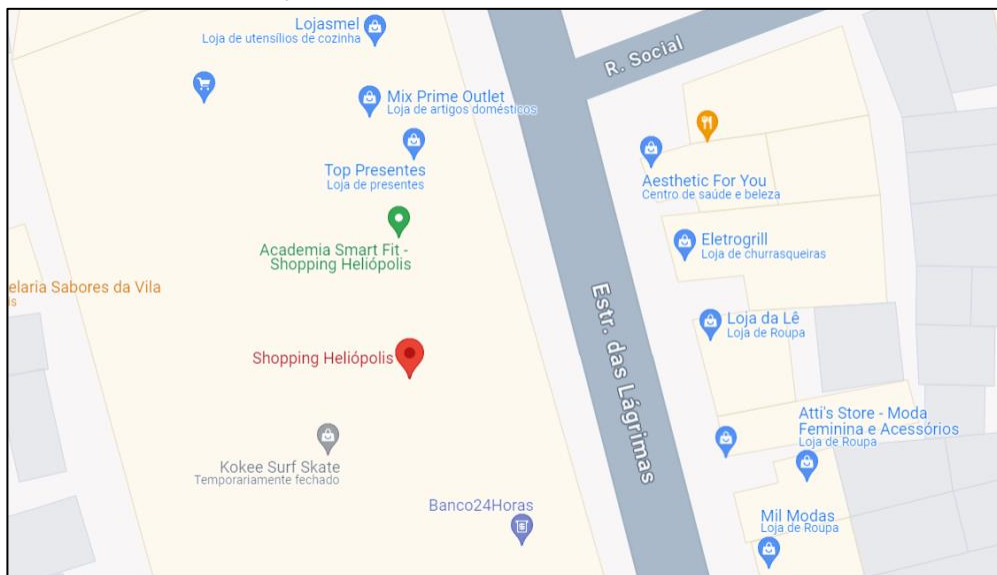 Lojasmel
Loja de utensílios de cozinha
R. Social
Mix Prime Outlet
Loja de artigos domésticos
Top Presentes
Loja de presentes
Aesthetic For You
Centro de saúde e beleza
Academia Smart Fit -
Shopping Heliópolis
Eletrogrill
Loja de churrasqueiras
elaria Sabores da Vila
is
Estr. das Lágrimas
Loja da Lê
Loja de Roupa
Shopping Heliópolis
Atti's Store - Moda
Feminina e Acessórios
Loja de Roupa
Kokee Surf Skate
Temporariamente fechado
Banco24Horas
Mil Modas
Loja de Roupa